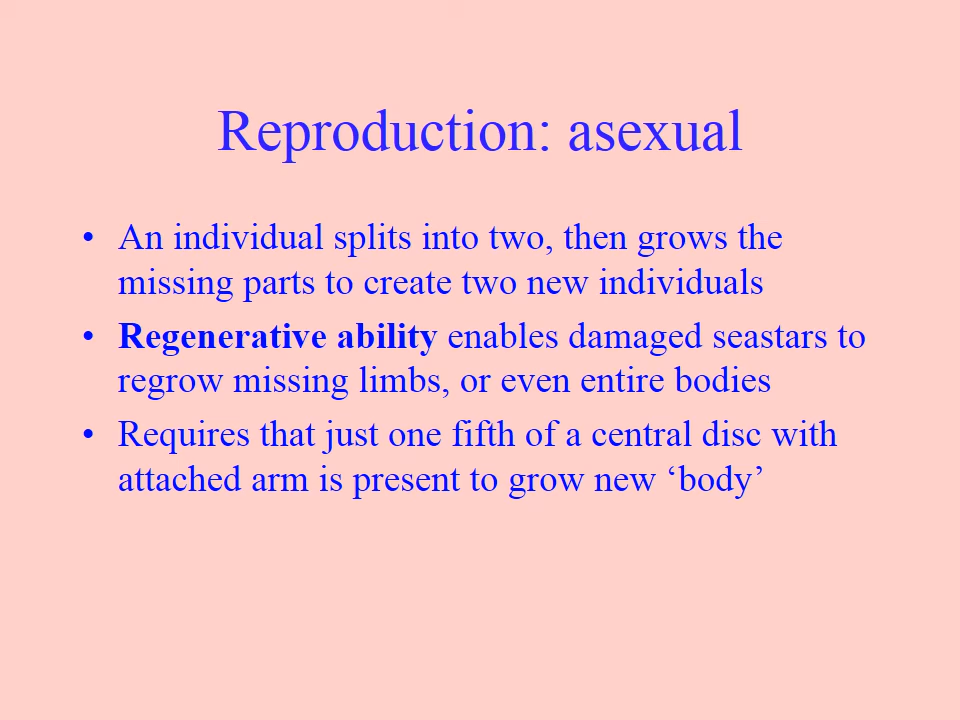 Reproduction: asexual
• An individual splits into two, then grows the
missing parts to create two new individuals
• Regenerative ability enables damaged seastars to
regrow missing limbs, or even entire bodies
• Requires that just one fifth of a central disc with
attached arm is present to grow new ‘body’